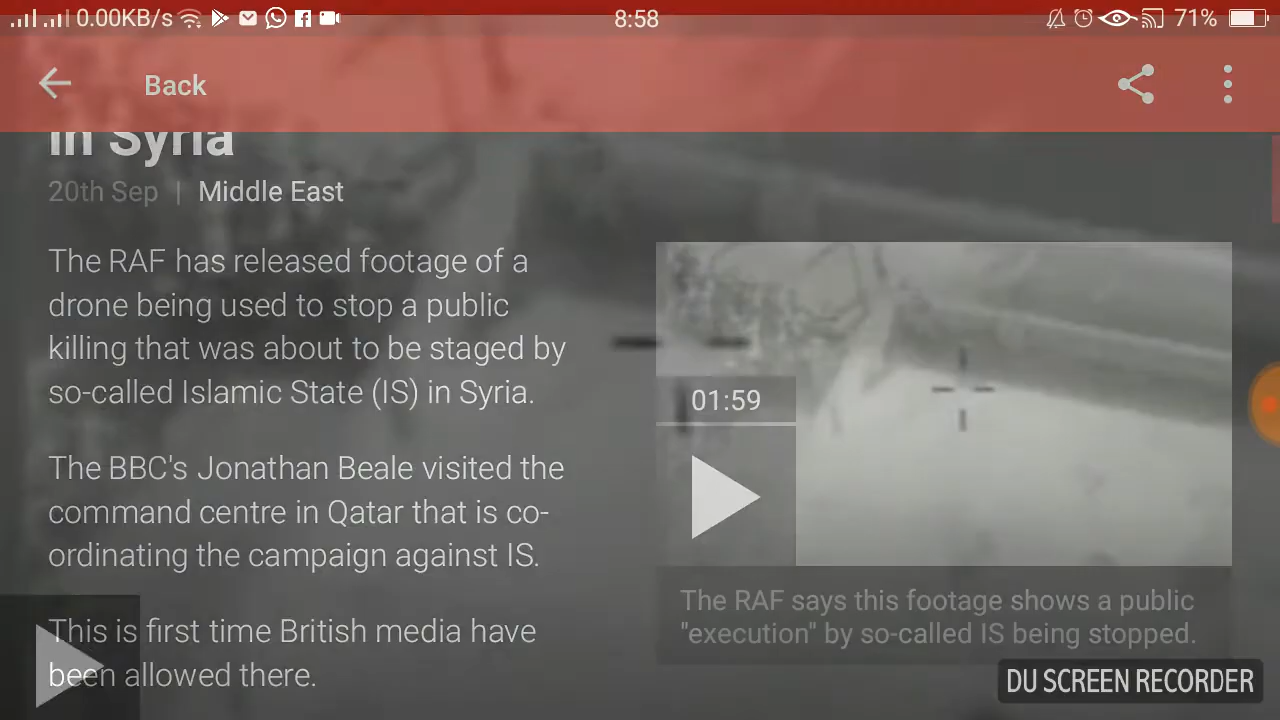 0.00KB/s
8:58
71%
Back
in Syria
20th Sep | Middle East
The RAF has released footage of a
drone being used to stop a public
killing that was about to be staged by
so-called Islamic State (IS) in Syria.
The BBC's Jonathan Beale visited the
command centre in Qatar that is co-
ordinating the campaign against IS.
This is first time British media have
been allowed there.
01:59
The RAF says this footage shows a public
"execution" by so-called IS being stopped.
DU SCREEN RECORDER